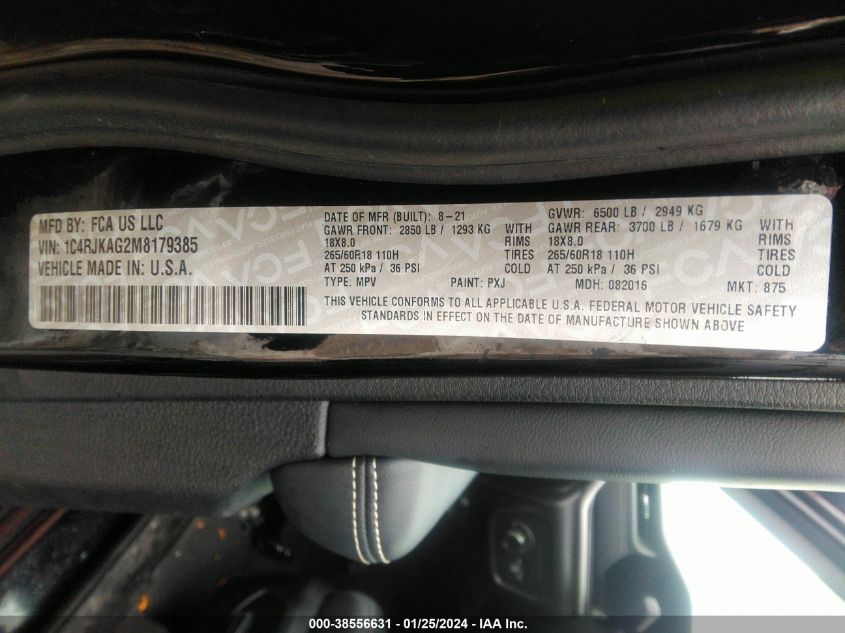 MFD BY: FCA US LLC
VIN: 1C4RJKAG2M8179385
VEHICLE MADE IN: U.S.A.
DATE OF MFR (BUILT): 8-21 GVWR: 6500 LB / 2949 KG
GAWR FRONT: 2850 LB / 1293 KG WITH GAWR REAR: 3700 LB / 1679 KG WITH
18X8.0 RIMS 18X8.0 RIMS
265/60R18 110H TIRES 265/60R18 110H TIRES
AT 250 kPa / 36 PSI COLD AT 250 kPa / 36 PSI COLD
TYPE: MPV PAINT: PXJ MDH: 082016 MKT: 875
THIS VEHICLE CONFORMS TO ALL APPLICABLE U.S.A. FEDERAL MOTOR VEHICLE SAFETY
STANDARDS IN EFFECT ON THE DATE OF MANUFACTURE SHOWN ABOVE
000-38556631 - 01/25/2024 - IAA Inc.